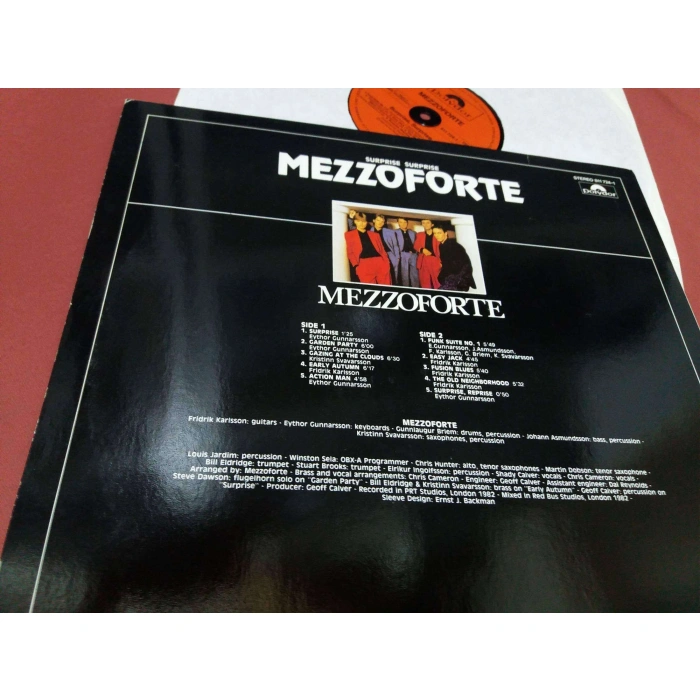 MEZZOFORTE
SURPRISE SURPRISE
MEZZOFORTE
STEREO 811 728-1
Polydor
MEZZOFORTE
SIDE 1
1. SURPRISE 1'25
Eythor Gunnarsson
2. GARDEN PARTY 6'00
Eythor Gunnarsson
3. GAZING AT THE CLOUDS 6'30
Kristinn Svavarsson
4. EARLY AUTUMN 6'17
Fridrik Karlsson
5. ACTION MAN 4'58
Eythor Gunnarsson
SIDE 2
1. FUNK SUITE NO. 1 5'49
E.Gunnarsson, J.Asmundsson,
F. Karlsson, G. Briem, K. Svavarsson
2. EASY JACK 4'45
Fridrik Karlsson
3. FUSION BLUES 5'40
Fridrik Karlsson
4. THE OLD NEIGHBORHOOD 5'32
Fridrik Karlsson
5. SURPRISE, REPRISE 0'50
Eythor Gunnarsson
MEZZOFORTE
Fridrik Karlsson: guitars - Eythor Gunnarsson: keyboards - Gunnlaugur Briem: drums, percussion - Johann Asmundsson: bass, percussion -
Kristinn Svavarsson: saxophones, percussion
Louis Jardim: percussion - Winston Sela: OBX-A Programmer - Chris Hunter: alto, tenor saxophones - Martin Dobson: tenor saxophone -
Bill Eldridge: trumpet - Stuart Brooks: trumpet - Eirikur Ingolfsson: percussion - Shady Calver: vocals - Chris Cameron: vocals -
Arranged by: Mezzoforte - Brass and vocal arrangements: Chris Cameron - Engineer: Geoff Calver - Assistant engineer: Dai Reynolds -
Steve Dawson: flugelhorn solo on "Garden Party" - Bill Eldridge & Kristinn Svavarsson: brass on "Early Autumn" - Geoff Calver: percussion on
"Surprise" - Producer: Geoff Calver - Recorded in PRT Studios, London 1982 - Mixed in Red Bus Studios, London 1982 -
Sleeve Design: Ernst J. Backman